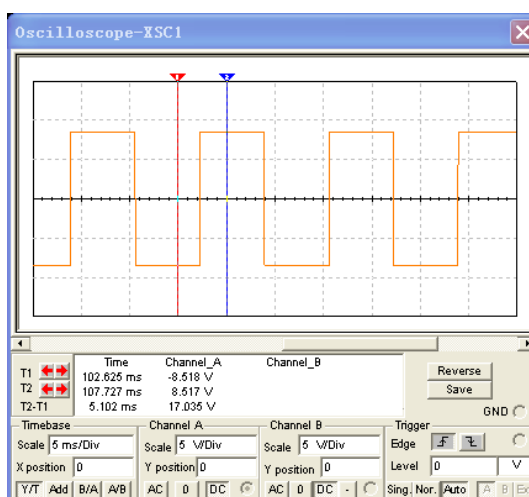 Oscilloscope-XSC1
1 2
Time Channel_A Channel_B
T1 102.625 ms -8.518 V
T2 107.727 ms 8.517 V
T2-T1 5.102 ms 17.035 V
Reverse
Save
GND
Timebase Channel A Channel B Trigger
Scale 5 ms/Div Scale 5 V/Div Scale 5 V/Div Edge
X position 0 Y position 0 Y position 0 Level 0 V
Y/T Add B/A A/B AC 0 DC AC 0 DC - Sing. Nor. Auto A B Ex